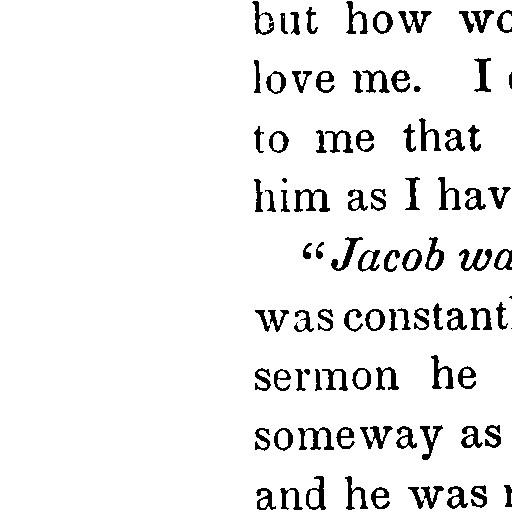 but how wo
love me. I
to me that
him as I hav
"Jacob wa
was constantl
sermon he
someway as
and he was